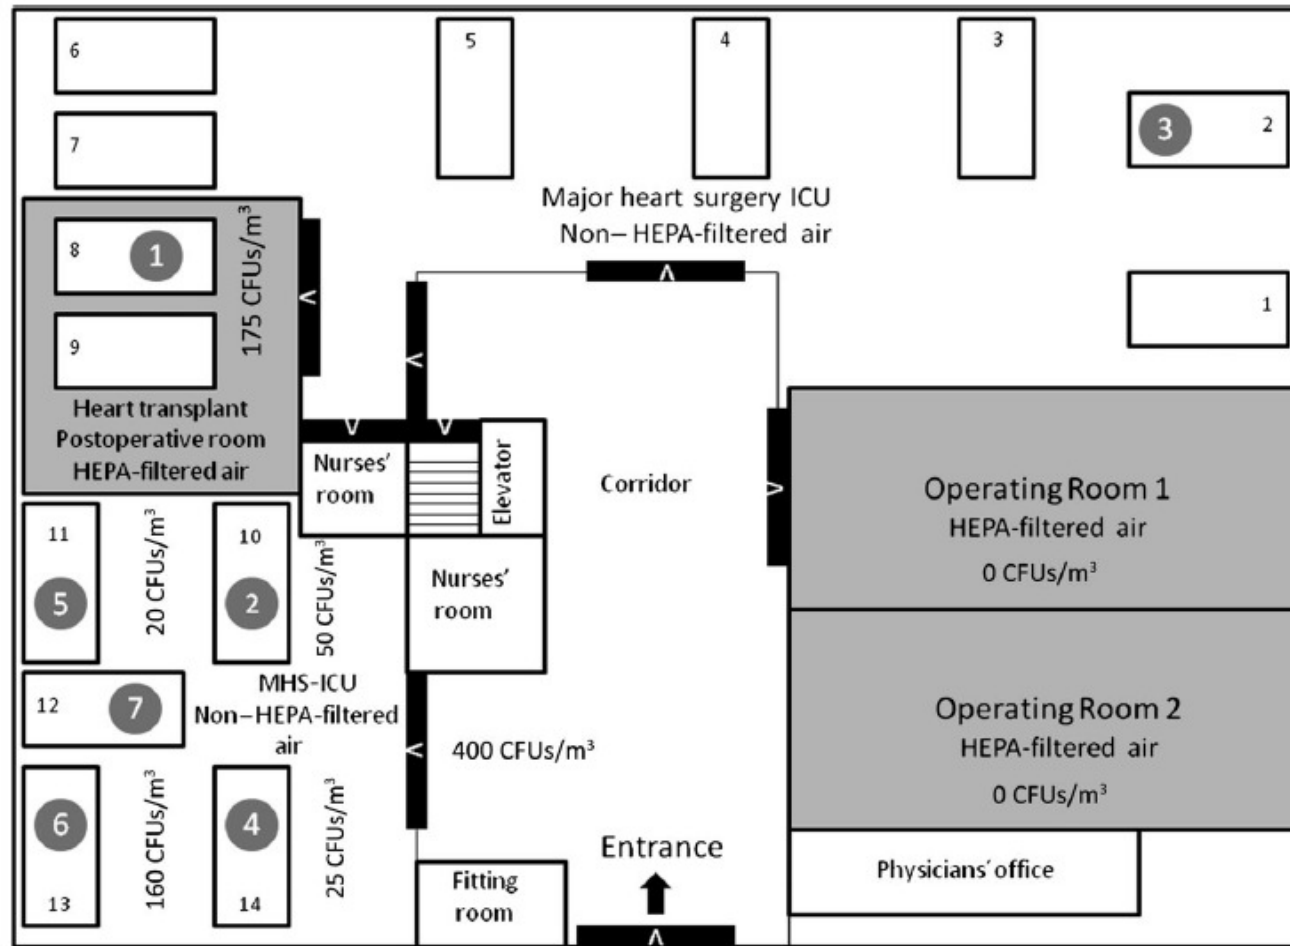 6
5
4
3
3
2
7
Major heart surgery ICU
Non–HEPA-filtered air
8
1
175 CFUs/m³
1
9
Heart transplant
Postoperative room
HEPA-filtered air
Nurses'
room
Elevator
Corridor
Operating Room 1
HEPA-filtered air
0 CFUs/m³
11
5
20 CFUs/m³
10
2
50 CFUs/m³
Nurses'
room
12
7
MHS-ICU
Non–HEPA-filtered
air
400 CFUs/m³
Operating Room 2
HEPA-filtered air
0 CFUs/m³
6
13
160 CFUs/m³
4
14
25 CFUs/m³
Entrance
Fitting
room
Physicians' office